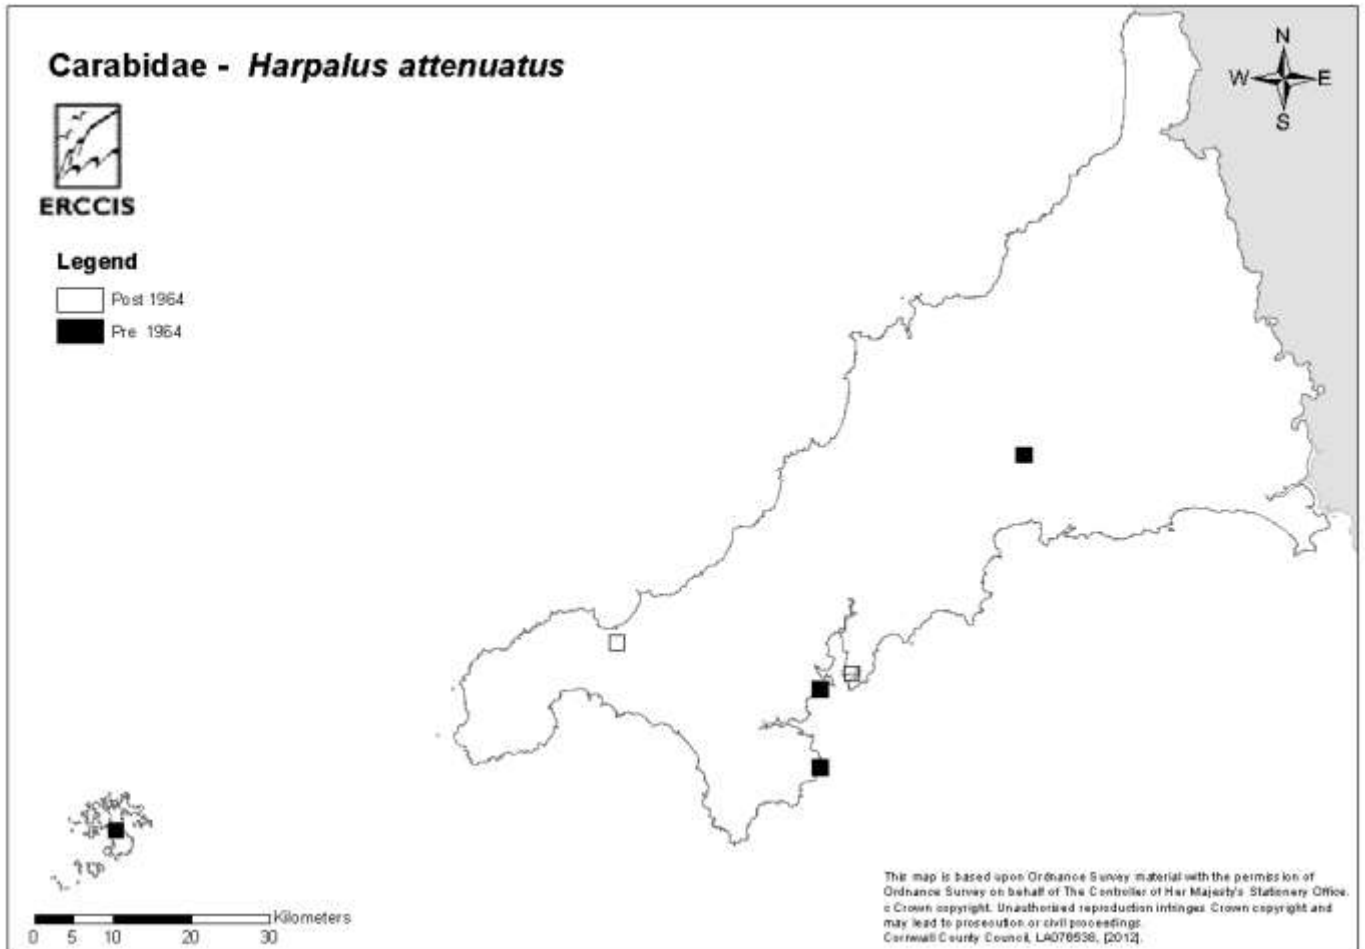 Carabidae - Harpalus attenuatus
N
W E
S
ERCCIS
Legend
Post 1964
Pre 1964
Kilometers
0 5 10 20 30
This map is based upon Ordnance Survey material with the permission of
Ordnance Survey on behalf of The Controller of Her Majesty's Stationery Office.
c Crown copyright. Unauthorised reproduction infringes Crown copyright and
may lead to prosecution or civil proceedings.
Cornwall County Council, LA076538, [2012].